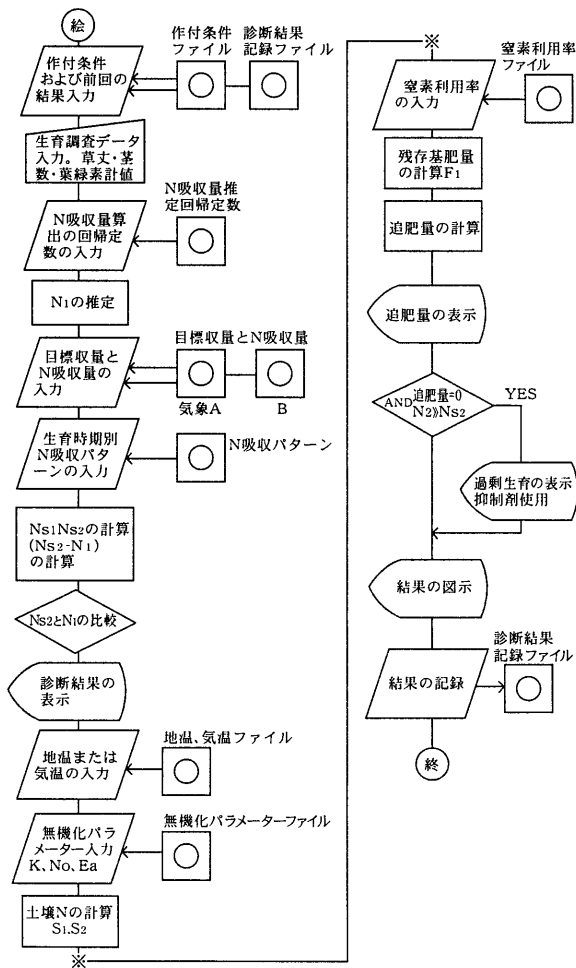 絵
作付条件
および前回の
結果入力
作付条件
ファイル
診断結果
記録ファイル
生育調査データ
入力。草丈・茎
数・葉緑素計値
N吸収量算
出の回帰定
数の入力
N吸収量推
定回帰定数
N1の推定
目標収量と
N吸収量の
入力
目標収量とN吸収量
気象A
B
生育時期別
N吸収パタ
ーンの入力
N吸収パターン
NS1NS2の計算
(NS2-N1)
の計算
NS2とN1の比較
診断結果の
表示
地温または
気温の入力
地温、気温ファイル
無機化パラ
メーター入力
K、No、Ea
無機化パラメーターファイル
土壌Nの計算
S1.S2
※
※
窒素利用率
の入力
窒素利用率
ファイル
残存基肥量
の計算F1
追肥量の計算
追肥量の表示
追肥量=0
AND N2》NS2
YES
過剰生育の表示
抑制剤使用
結果の図示
結果の記録
診断結果
記録ファイル
終